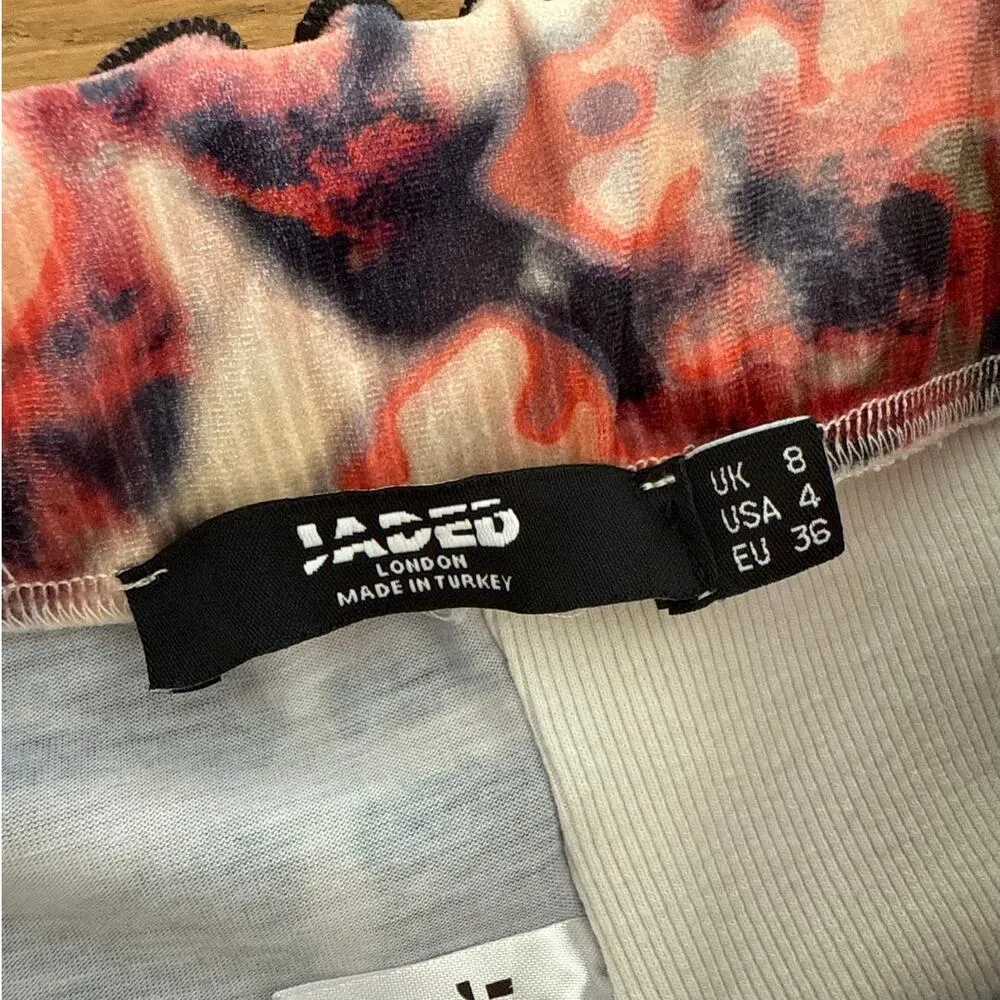 JADED
LONDON
MADE IN TURKEY
UK 8
USA 4
EU 36